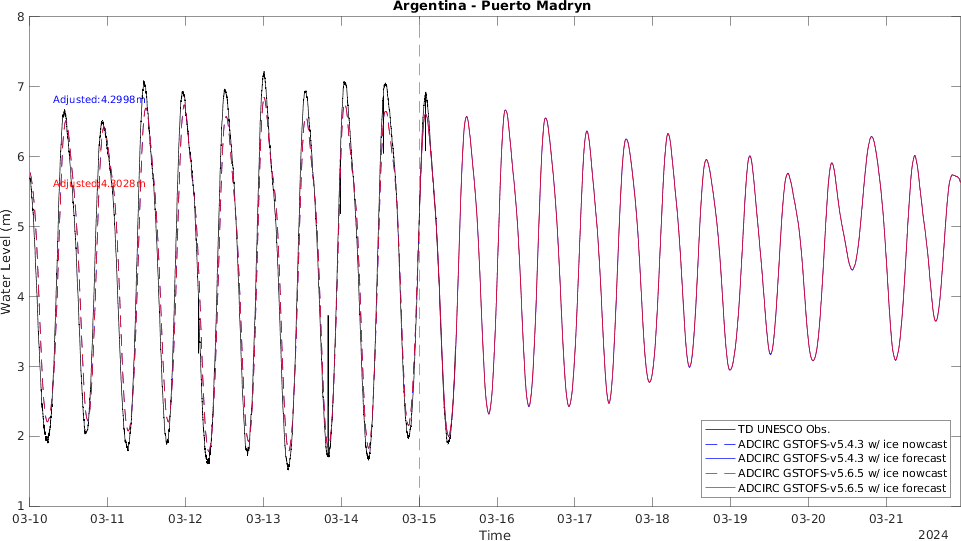 Argentina - Puerto Madryn
8
7
6
5
4
3
2
1
Water Level (m)
Adjusted:4.2998m
Adjusted:4.3028m
03-10 03-11 03-12 03-13 03-14 03-15 03-16 03-17 03-18 03-19 03-20 03-21
Time
2024
TD UNESCO Obs.
ADCIRC GSTOFS-v5.4.3 w/ ice nowcast
ADCIRC GSTOFS-v5.4.3 w/ ice forecast
ADCIRC GSTOFS-v5.6.5 w/ ice nowcast
ADCIRC GSTOFS-v5.6.5 w/ ice forecast